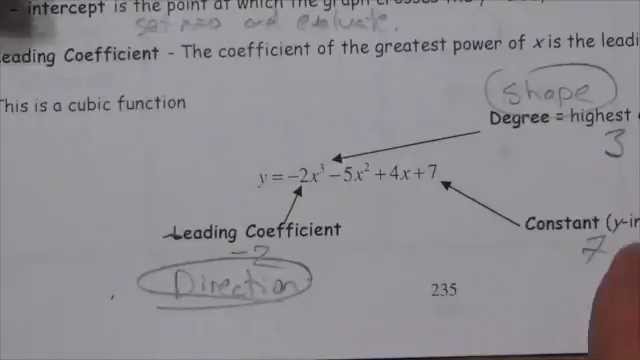 - intercept is the point at which the graph crosses the y
set x=0 and evaluate.
Leading Coefficient - The coefficient of the greatest power of x is the leadi
This is a cubic function
shape
Degree = highest
3
y = -2x³ - 5x² + 4x + 7
Leading Coefficient
Constant (y-in
-2
7
Direction
235